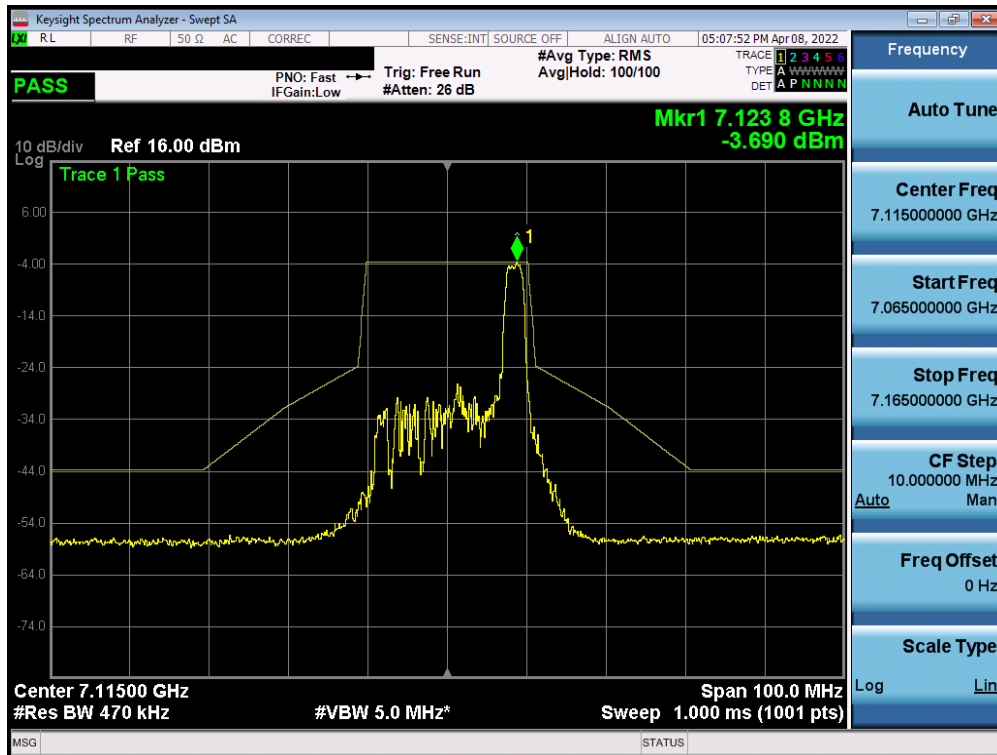 Keysight Spectrum Analyzer - Swept SA
LXI RL RF 50 Ω AC CORREC SENSE:INT SOURCE OFF ALIGN AUTO 05:07:52 PM Apr 08, 2022
#Avg Type: RMS TRACE 1 2 3 4 5 6
PNO: Fast Trig: Free Run Avg|Hold: 100/100 TYPE A WWWWW
PASS IFGain:Low #Atten: 26 dB DET A P N N N N
Mkr1 7.123 8 GHz
-3.690 dBm
10 dB/div Ref 16.00 dBm
Log
Trace 1 Pass
1
6.00
-4.00
-14.0
-24.0
-34.0
-44.0
-54.0
-64.0
-74.0
Center 7.11500 GHz Span 100.0 MHz
#Res BW 470 kHz #VBW 5.0 MHz* Sweep 1.000 ms (1001 pts)
MSG STATUS
Frequency
Auto Tune
Center Freq
7.115000000 GHz
Start Freq
7.065000000 GHz
Stop Freq
7.165000000 GHz
CF Step
10.000000 MHz
Auto Man
Freq Offset
0 Hz
Scale Type
Log Lin